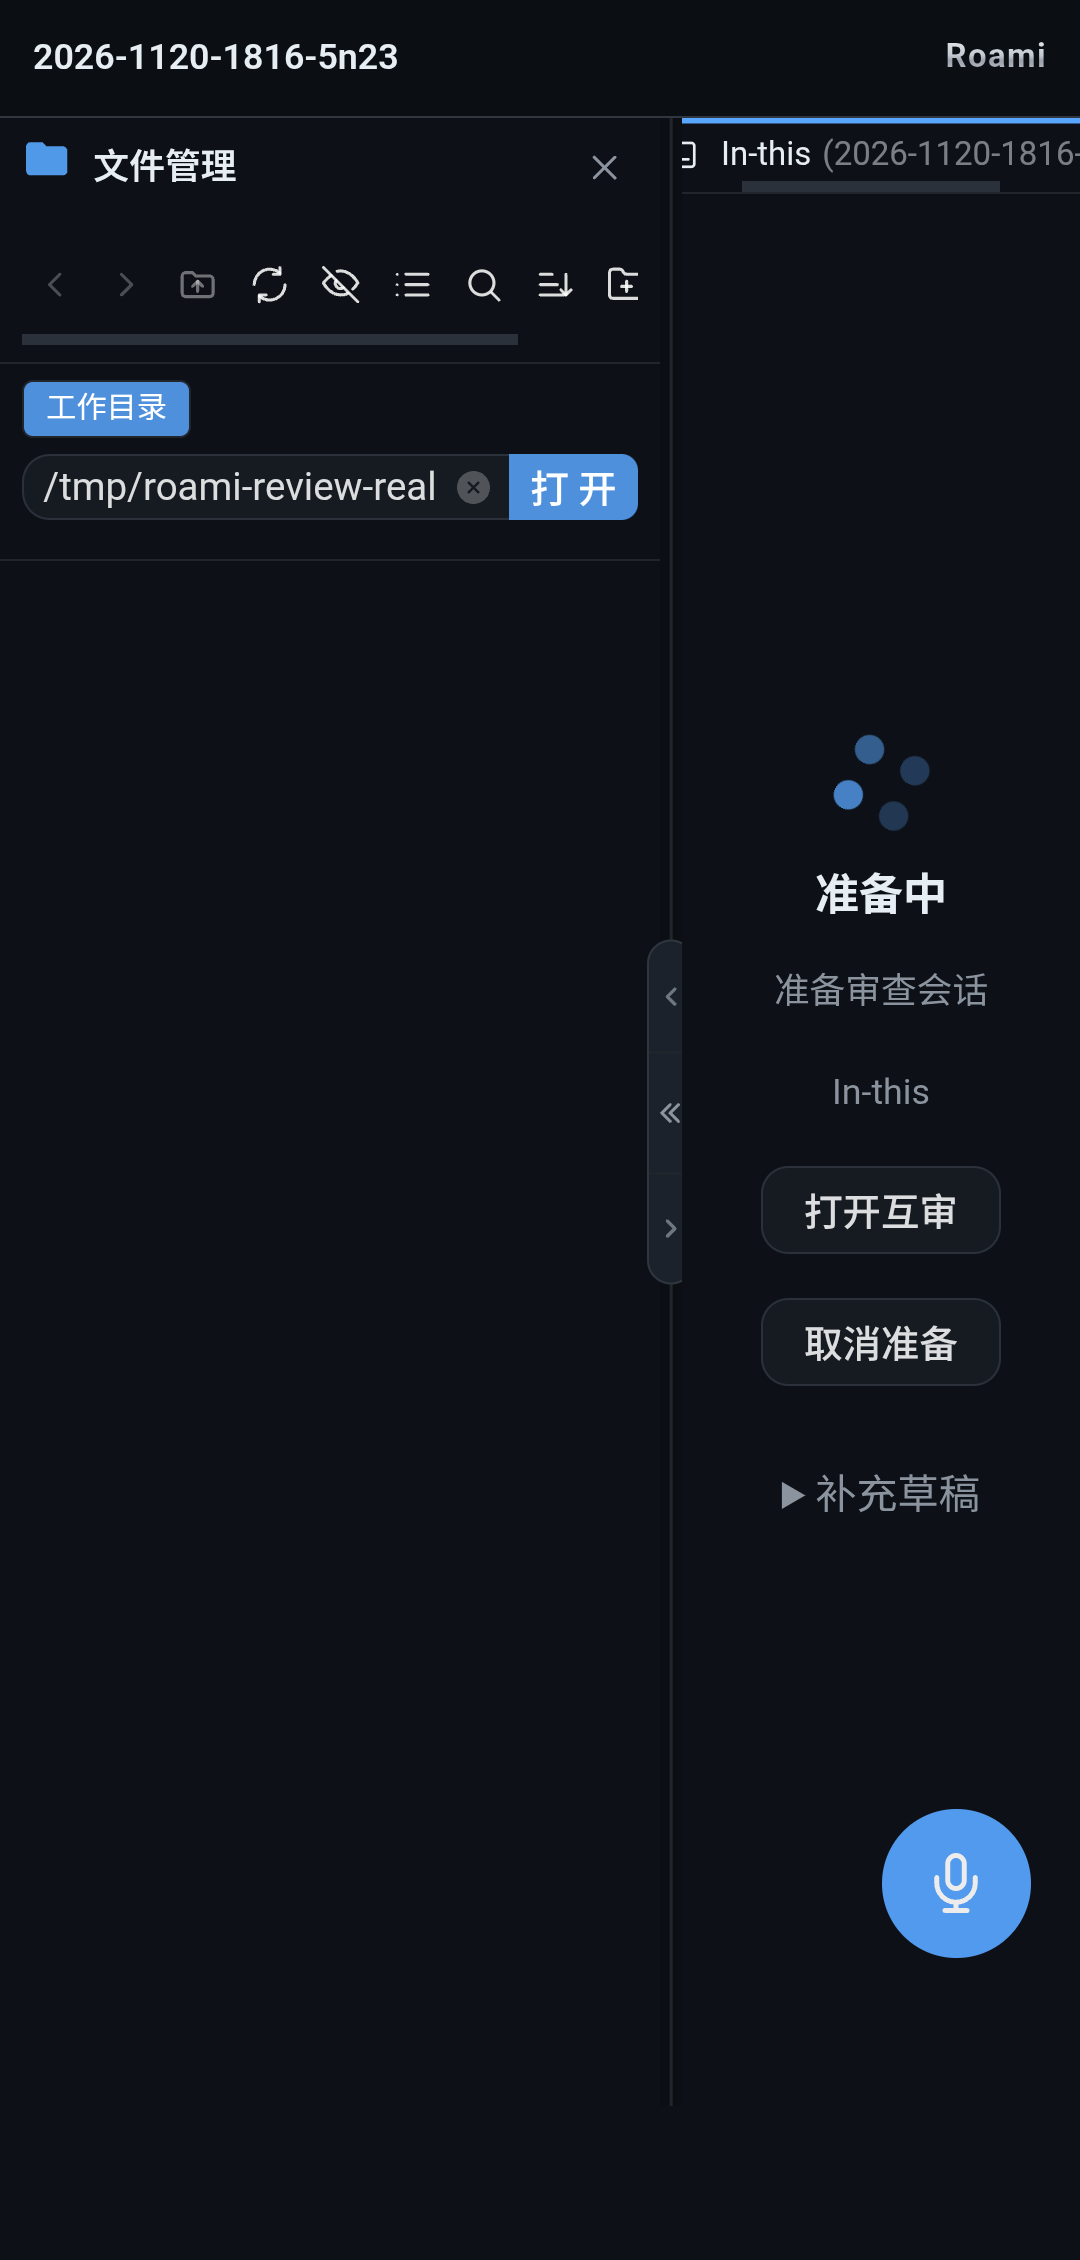 2026-1120-1816-5n23
Roami
文件管理
In-this (2026-1120-1816-
工作目录
/tmp/roami-review-real
打 开
准备中
准备审查会话
In-this
打开互审
取消准备
▶ 补充草稿